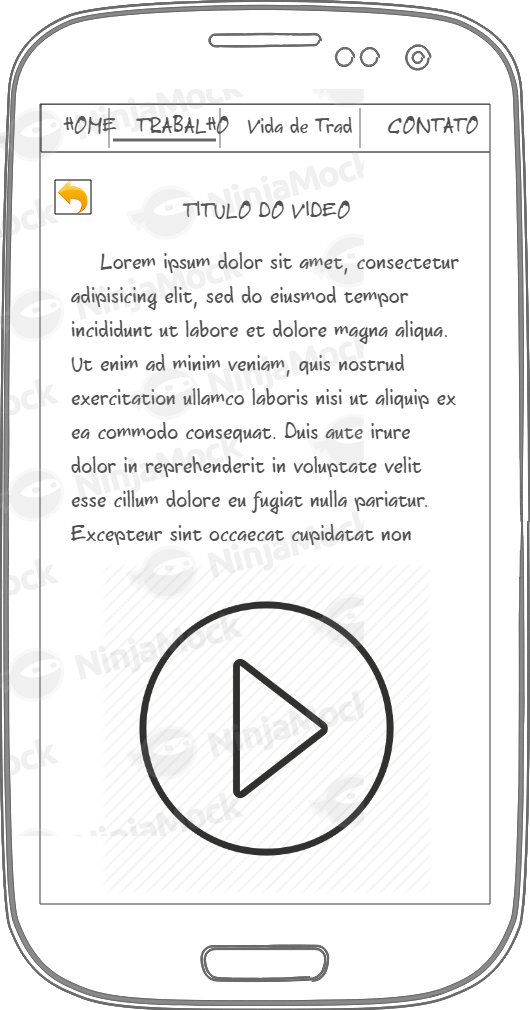 HOME TRABALHO Vida de Trad CONTATO
TITULO DO VIDEO
Lorem ipsum dolor sit amet, consectetur
adipisicing elit, sed do eiusmod tempor
incididunt ut labore et dolore magna aliqua.
Ut enim ad minim veniam, quis nostrud
exercitation ullamco laboris nisi ut aliquip ex
ea commodo consequat. Duis aute irure
dolor in reprehenderit in voluptate velit
esse cillum dolore eu fugiat nulla pariatur.
Excepteur sint occaecat cupidatat non
NinjaMock
NinjaMock
NinjaMock
NinjaMock
NinjaMock
NinjaMock
NinjaMock
NinjaMock
NinjaMock